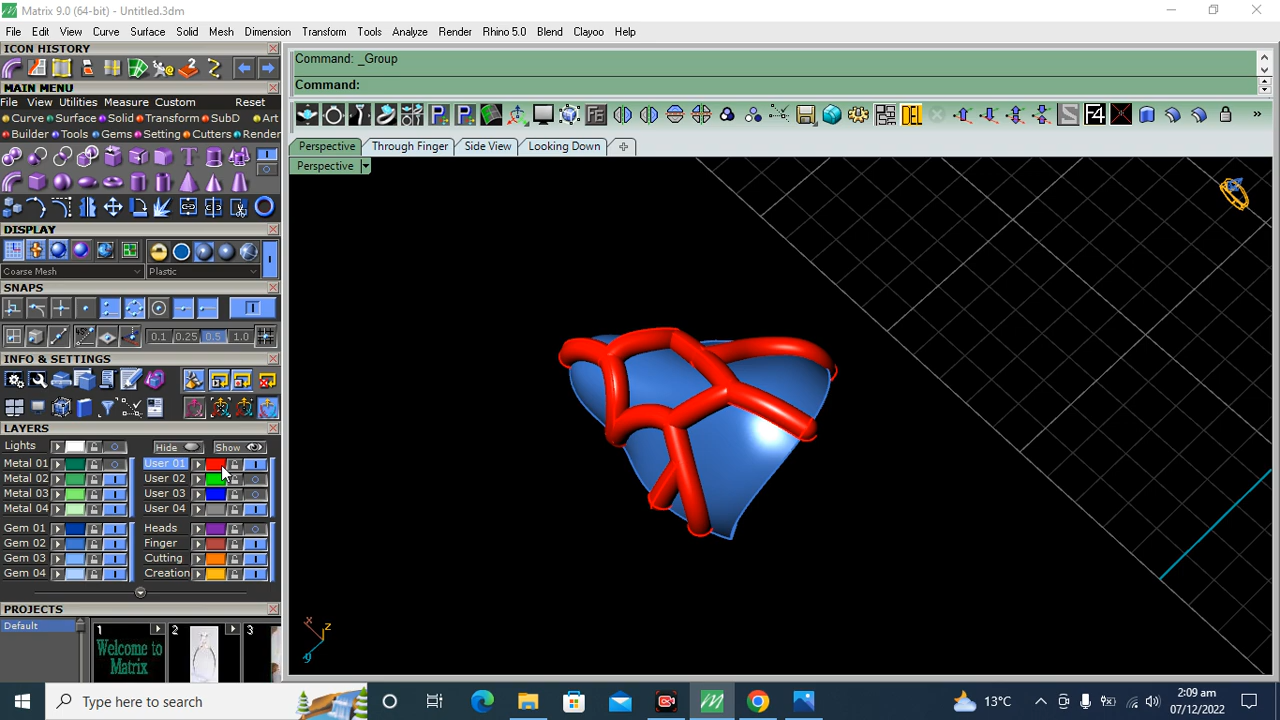 Matrix 9.0 (64-bit) - Untitled.3dm
File Edit View Curve Surface Solid Mesh Dimension Transform Tools Analyze Render Rhino 5.0 Blend Clayoo Help
ICON HISTORY
Command: _Group
Command:
MAIN MENU
File View Utilities Measure Custom Reset
Curve Surface Solid Transform SubD Art
Builder Tools Gems Setting Cutters Render
Perspective Through Finger Side View Looking Down
Perspective
DISPLAY
Coarse Mesh Plastic
SNAPS
0.1 0.25 0.5 1.0
INFO & SETTINGS
LAYERS
Lights Hide Show
Metal 01 User 01
Metal 02 User 02
Metal 03 User 03
Metal 04 User 04
Gem 01 Heads
Gem 02 Finger
Gem 03 Cutting
Gem 04 Creation
PROJECTS
Default 1 2 3
Welcome to
Matrix
x z y
Type here to search
13°C
2:09 am
07/12/2022